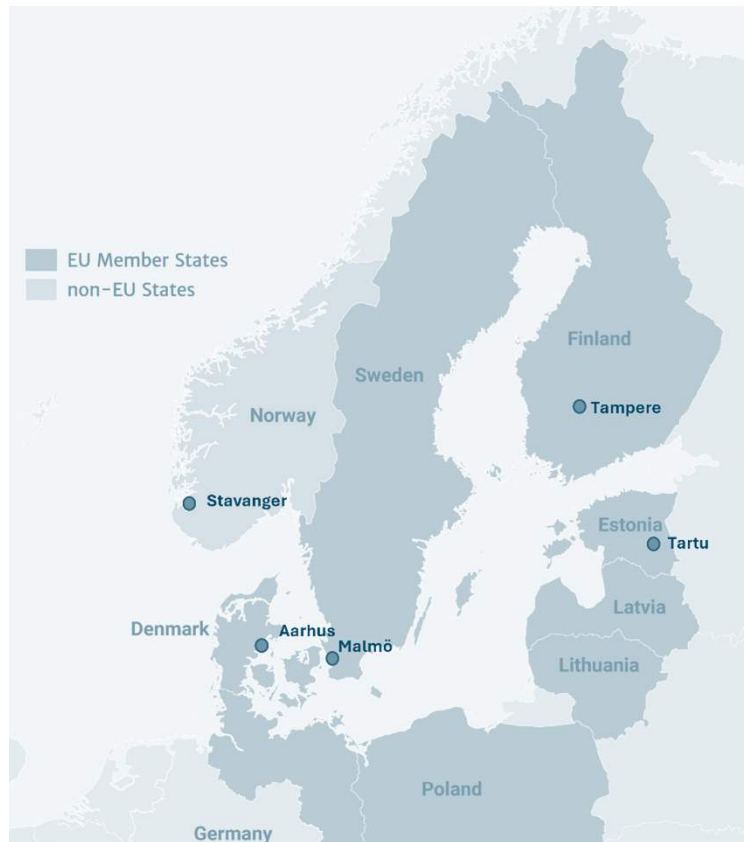 EU Member States
non-EU States
Finland
Sweden
Tampere
Norway
Stavanger
Estonia
Tartu
Latvia
Denmark
Aarhus
Malmö
Lithuania
Poland
Germany